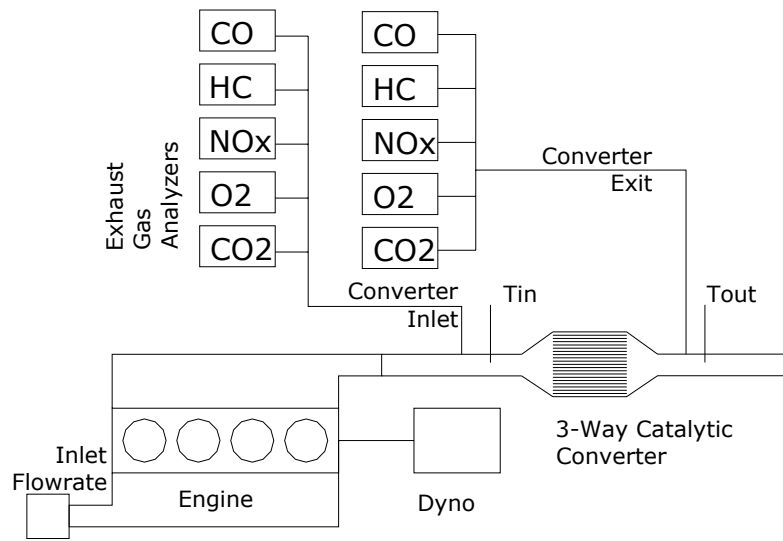 CO
HC
NOx
O2
CO2
Exhaust
Gas
Analyzers
CO
HC
NOx
O2
CO2
Converter
Exit
Converter
Inlet
Tin
Tout
3-Way Catalytic
Converter
Inlet
Flowrate
Engine
Dyno